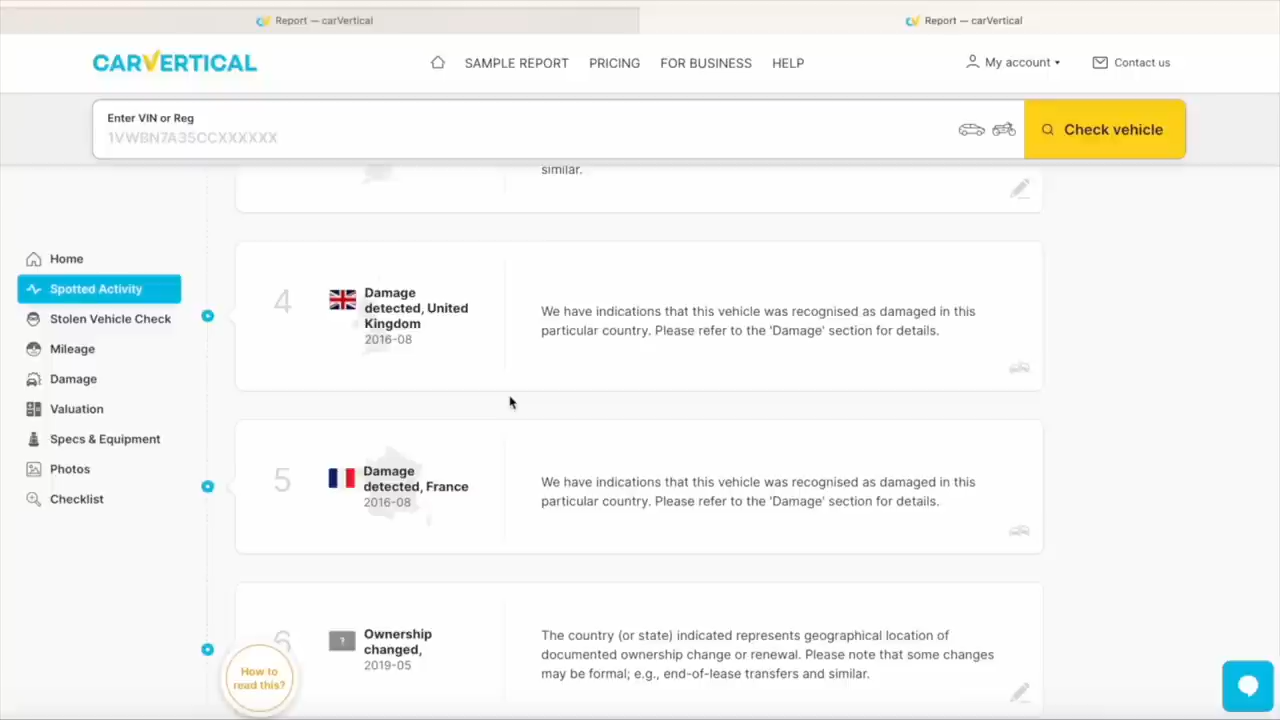 Report — carVertical
Report — carVertical
CARVERTICAL
SAMPLE REPORT
PRICING
FOR BUSINESS
HELP
My account
Contact us
Enter VIN or Reg
1VWBN7A35CCXXXXXX
Check vehicle
similar.
Home
Spotted Activity
Stolen Vehicle Check
Mileage
Damage
Valuation
Specs & Equipment
Photos
Checklist
4
Damage
detected, United
Kingdom
2016-08
We have indications that this vehicle was recognised as damaged in this
particular country. Please refer to the 'Damage' section for details.
5
Damage
detected, France
2016-08
We have indications that this vehicle was recognised as damaged in this
particular country. Please refer to the 'Damage' section for details.
6
?
Ownership
changed,
2019-05
The country (or state) indicated represents geographical location of
documented ownership change or renewal. Please note that some changes
may be formal; e.g., end-of-lease transfers and similar.
How to
read this?